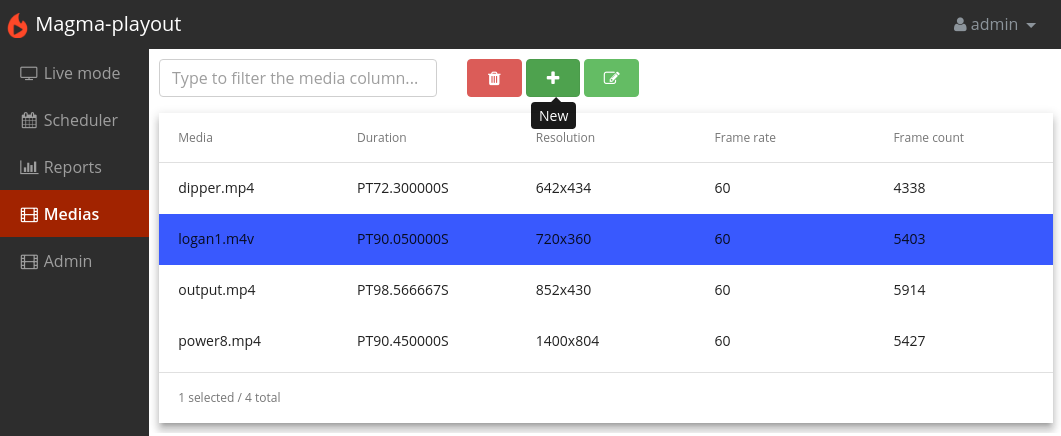 Magma-playout
admin
Live mode
Scheduler
Reports
Medias
Admin
Type to filter the media column...
New
Media Duration Resolution Frame rate Frame count
dipper.mp4 PT72.300000S 642x434 60 4338
logan1.m4v PT90.050000S 720x360 60 5403
output.mp4 PT98.566667S 852x430 60 5914
power8.mp4 PT90.450000S 1400x804 60 5427
1 selected / 4 total